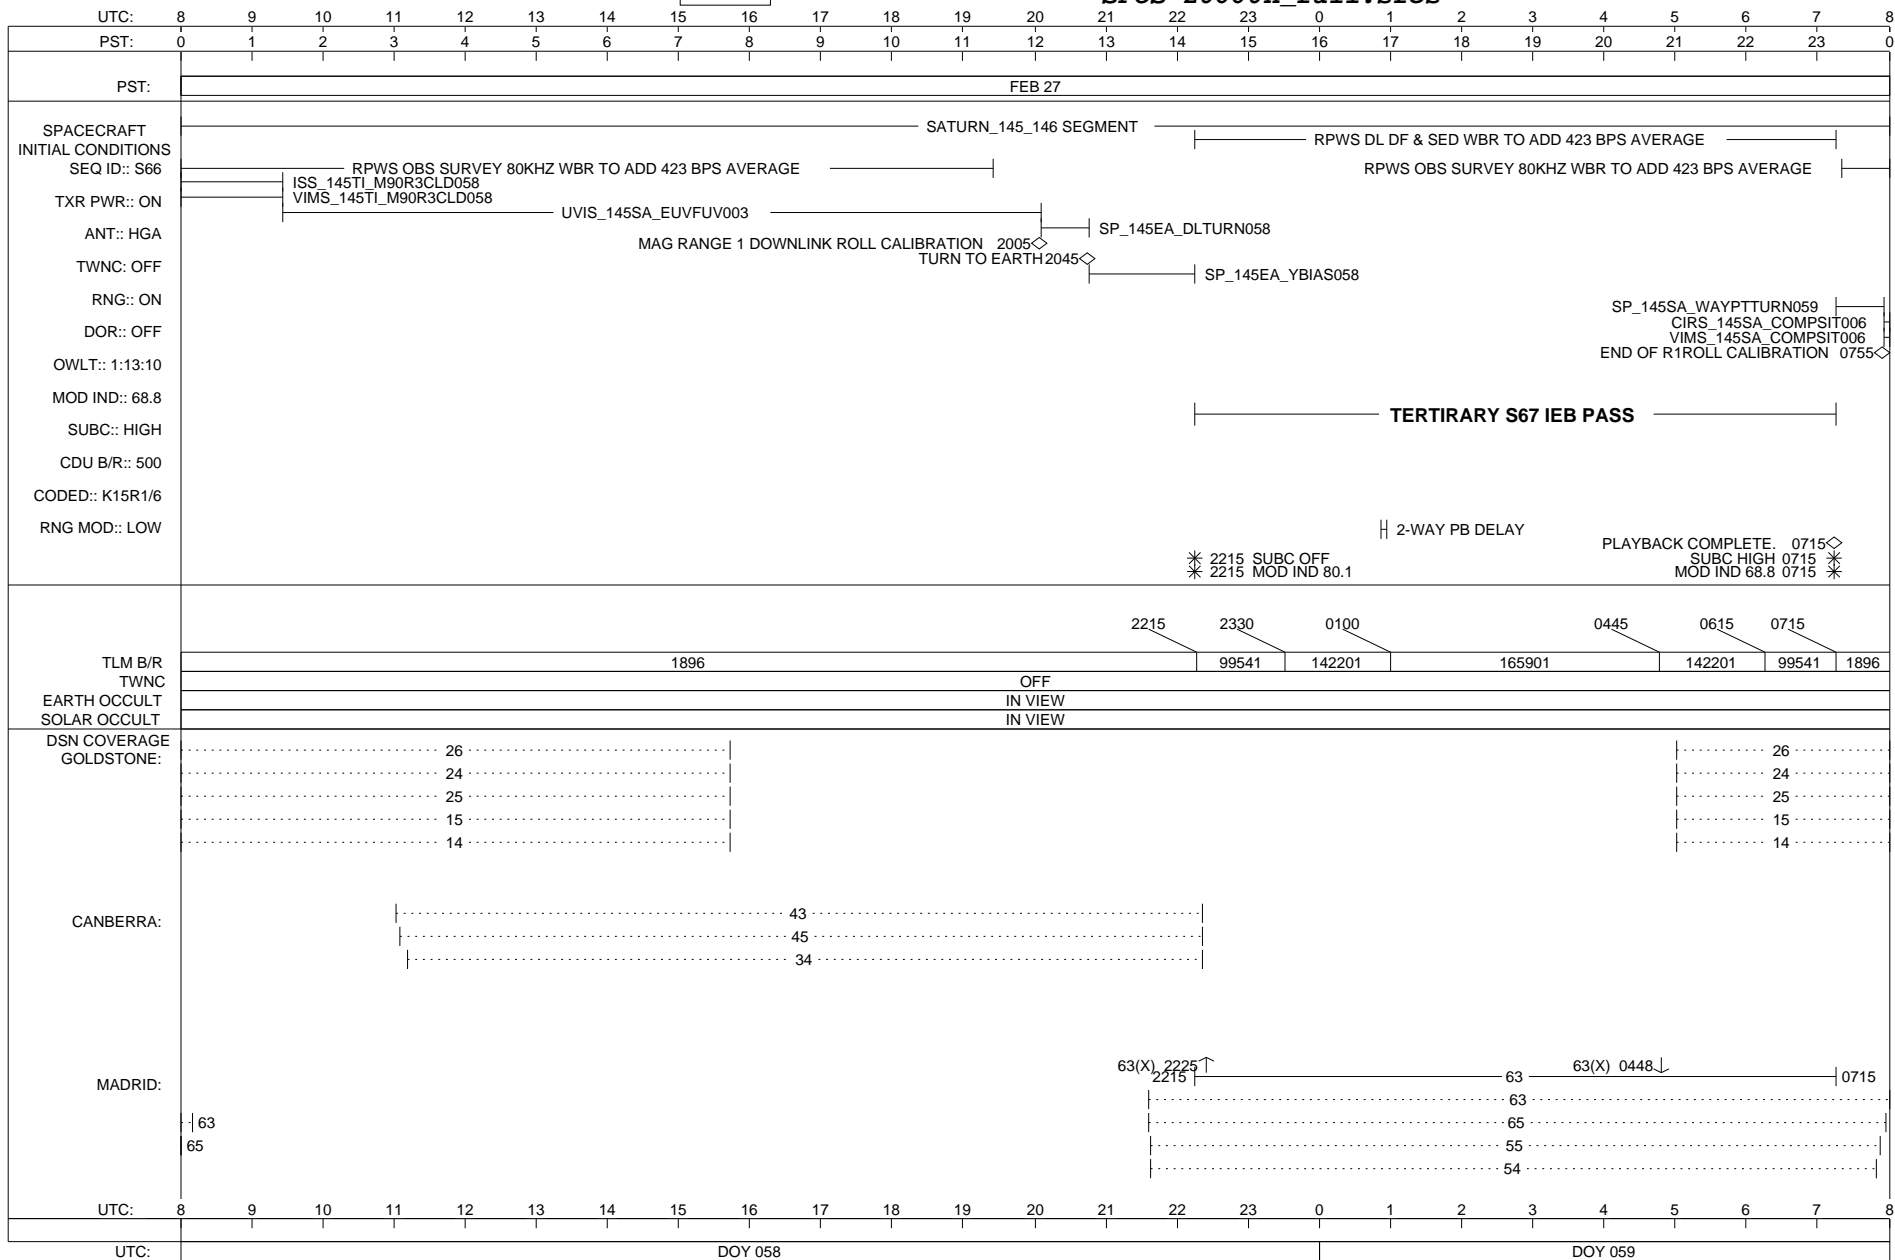 UTC: 8 9 10 11 12 13 14 15 16 17 18 19 20 21 22 23 0 1 2 3 4 5 6 7 8
PST: 0 1 2 3 4 5 6 7 8 9 10 11 12 13 14 15 16 17 18 19 20 21 22 23 0
PST: FEB 27
SPACECRAFT
INITIAL CONDITIONS
SATURN_145_146 SEGMENT
RPWS DL DF & SED WBR TO ADD 423 BPS AVERAGE
SEQ ID:: S66
RPWS OBS SURVEY 80KHZ WBR TO ADD 423 BPS AVERAGE
RPWS OBS SURVEY 80KHZ WBR TO ADD 423 BPS AVERAGE
ISS_145TI_M90R3CLD058
TXR PWR:: ON
VIMS_145TI_M90R3CLD058
UVIS_145SA_EUVFUV003
ANT:: HGA
SP_145EA_DLTURN058
MAG RANGE 1 DOWNLINK ROLL CALIBRATION 2005
TURN TO EARTH 2045
TWNC: OFF
SP_145EA_YBIAS058
RNG:: ON
SP_145SA_WAYPTTURN059
DOR:: OFF
CIRS_145SA_COMPSIT006
VIMS_145SA_COMPSIT006
END OF R1ROLL CALIBRATION 0755
OWLT:: 1:13:10
MOD IND:: 68.8
TERTIRARY S67 IEB PASS
SUBC:: HIGH
CDU B/R:: 500
CODED:: K15R1/6
RNG MOD:: LOW
2-WAY PB DELAY
PLAYBACK COMPLETE. 0715
2215 SUBC OFF
SUBC HIGH 0715
2215 MOD IND 80.1
MOD IND 68.8 0715
2215 2330 0100 0445 0615 0715
TLM B/R 1896 99541 142201 165901 142201 99541 1896
TWNC OFF
EARTH OCCULT IN VIEW
SOLAR OCCULT IN VIEW
DSN COVERAGE
GOLDSTONE:
26 26
24 24
25 25
15 15
14 14
CANBERRA:
43
45
34
MADRID:
63(X) 2225 63(X) 0448
2215 63 0715
63
63 65
65 55
54
UTC: 8 9 10 11 12 13 14 15 16 17 18 19 20 21 22 23 0 1 2 3 4 5 6 7 8
UTC: DOY 058 DOY 059